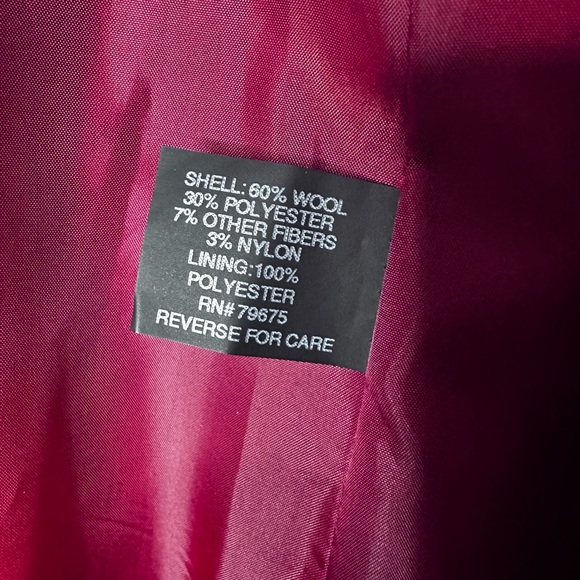 SHELL: 60% WOOL
30% POLYESTER
7% OTHER FIBERS
3% NYLON
LINING:100%
POLYESTER
RN# 79675
REVERSE FOR CARE